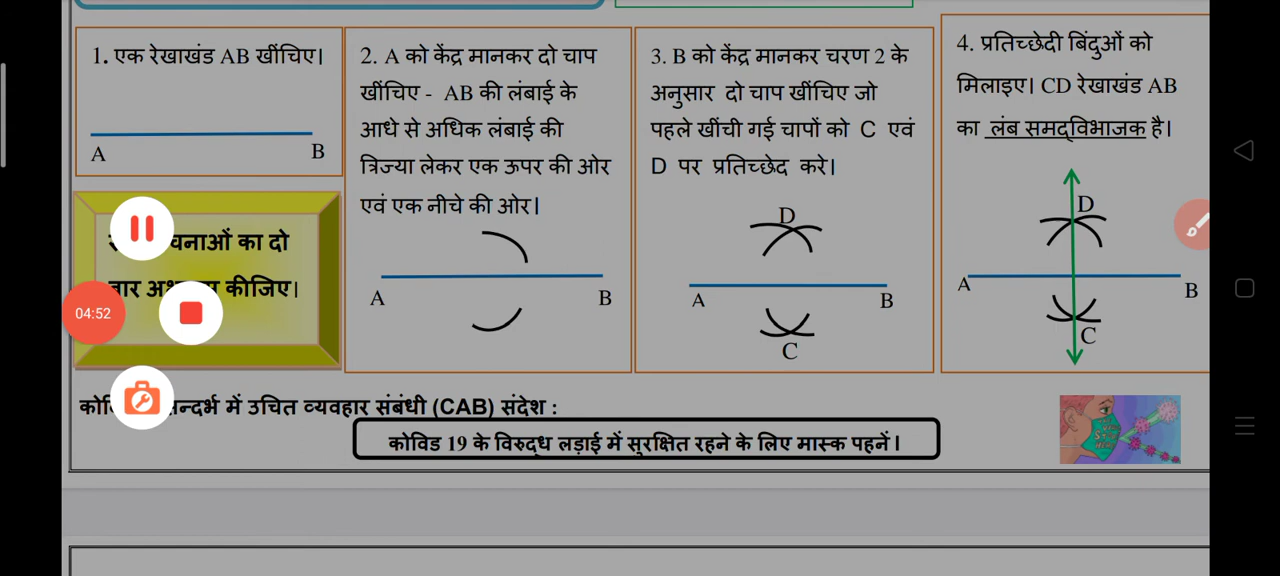 1. एक रेखाखंड AB खींचिए।
A B
2. A को केंद्र मानकर दो चाप
खींचिए - AB की लंबाई के
आधे से अधिक लंबाई की
त्रिज्या लेकर एक ऊपर की ओर
एवं एक नीचे की ओर|
A B
3. B को केंद्र मानकर चरण 2 के
अनुसार दो चाप खींचिए जो
पहले खींची गई चापों को C एवं
D पर प्रतिच्छेद करे।
D
A B
C
4. प्रतिच्छेदी बिंदुओं को
मिलाइए। CD रेखाखंड AB
का लंब समद्विभाजक है।
D
A B
C
का दो
कीजिए।
04:52
में उचित व्यवहार संबंधी (CAB) संदेश :
कोविड 19 के विरुद्ध लड़ाई में सुरक्षित रहने के लिए मास्क पहनें ।